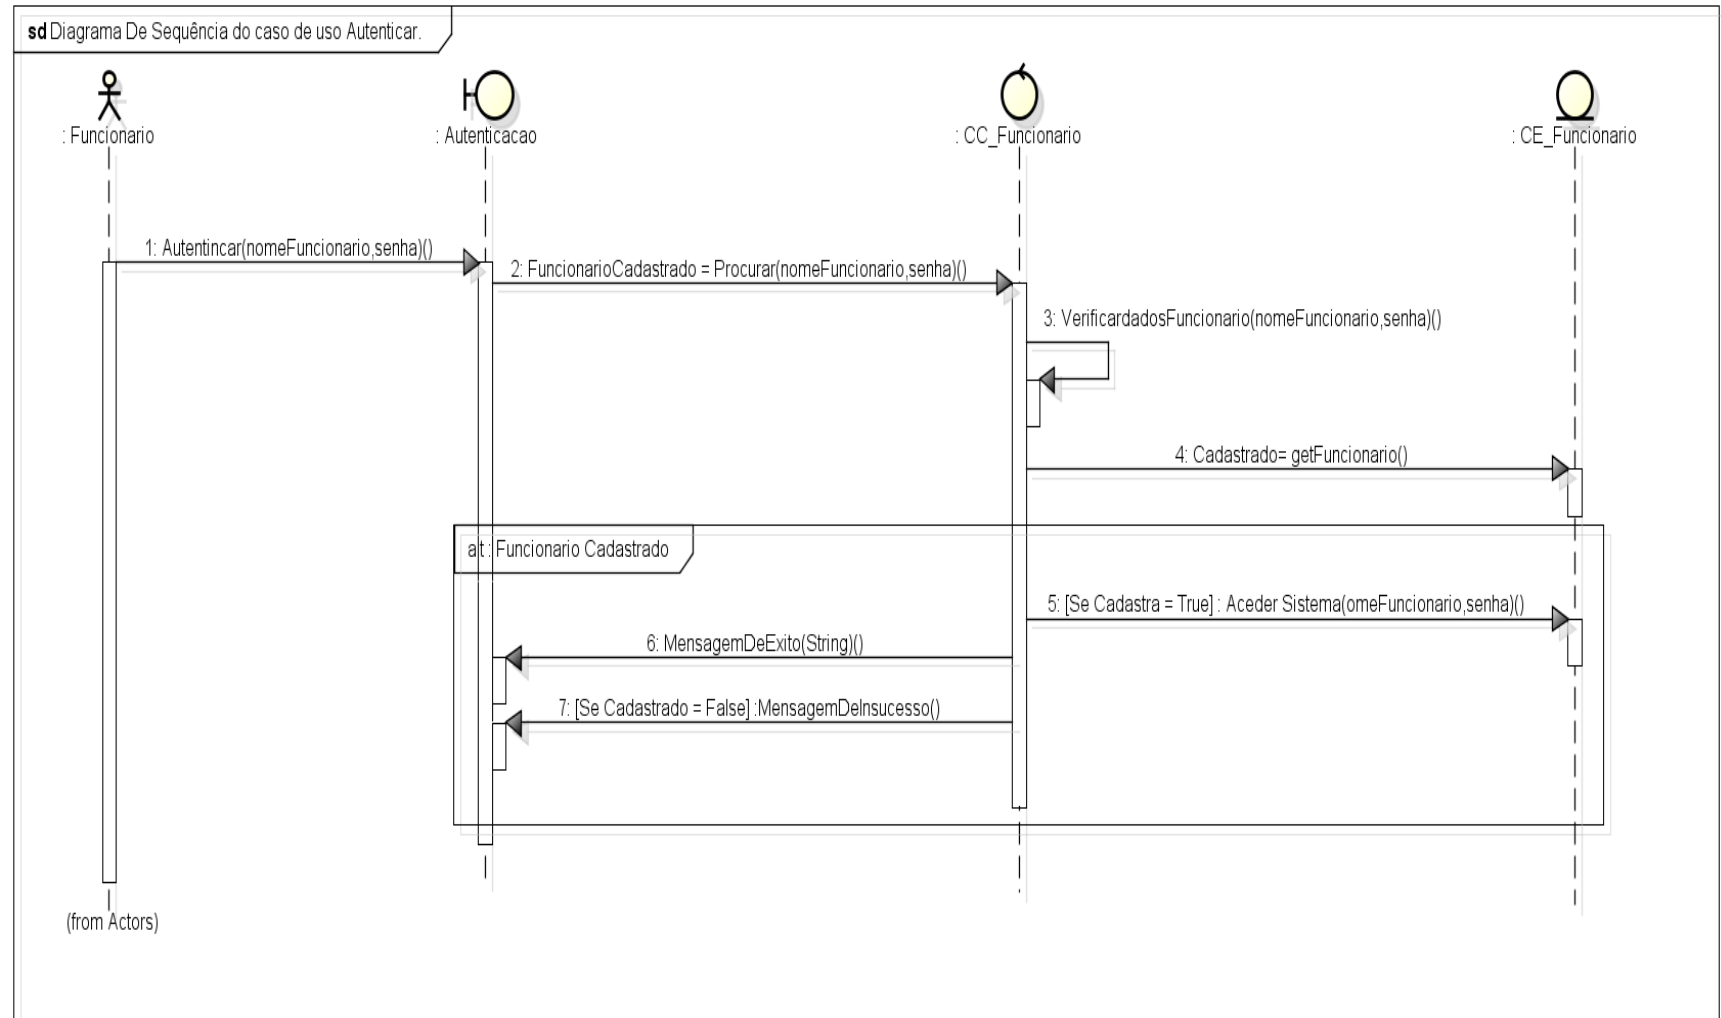 sd Diagrama De Sequência do caso de uso Autenticar.
: Funcionario
: Autenticacao
: CC_Funcionario
: CE_Funcionario
1: Autentincar(nomeFuncionario,senha)()
2: FuncionarioCadastrado = Procurar(nomeFuncionario,senha)()
3: VerificardadosFuncionario(nomeFuncionario,senha)()
4: Cadastrado= getFuncionario()
alt : Funcionario Cadastrado
5: [Se Cadastra = True] : Aceder Sistema(omeFuncionario,senha)()
6: MensagemDeExito(String)()
7: [Se Cadastrado = False] :MensagemDeInsucesso()
(from Actors)